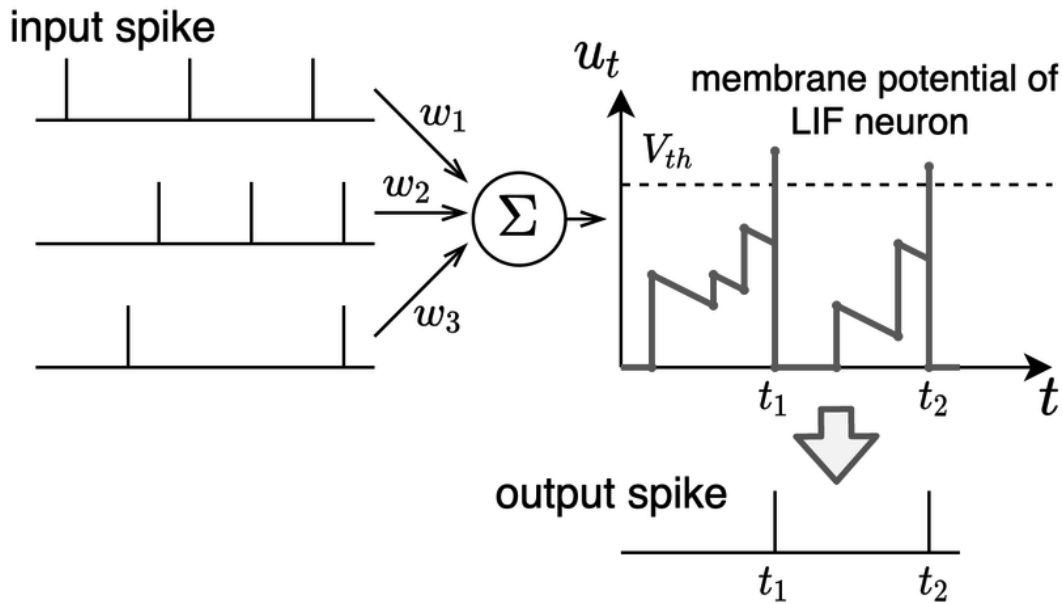 input spike
w₁
w₂
w₃
Σ
uₜ
membrane potential of
LIF neuron
Vₜₕ
t₁
t₂
t
output spike
t₁
t₂